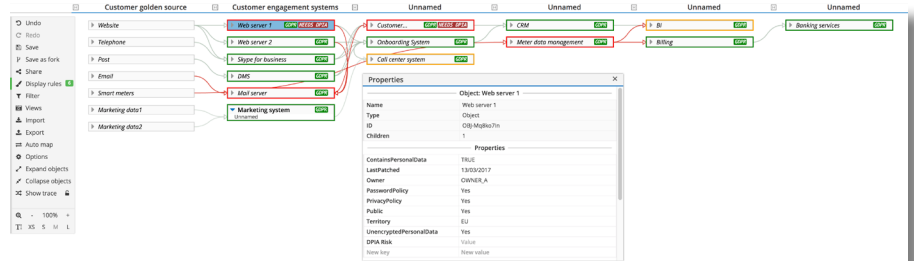 Customer golden source
Customer engagement systems
Unnamed
Unnamed
Unnamed
Unnamed
Undo
Redo
Save
Save as fork
Share
Display rules
Filter
Views
Import
Export
Auto map
Options
Expand objects
Collapse objects
Show trace
- 100% +
XS S M L
Website
Telephone
Post
Email
Smart meters
Marketing data1
Marketing data2
Web server 1 GDPR NEEDS DPIA
Web server 2 GDPR
Skype for business GDPR
DMS GDPR
Mail server GDPR
Marketing system GDPR
Unnamed
Customer... GDPR NEEDS DPIA
Onboarding System GDPR
Call center system GDPR
CRM GDPR
Meter data management GDPR
BI GDPR
Billing GDPR
Banking services GDPR
Properties
Object: Web server 1
Name Web server 1
Type Object
ID OBJ-MqBko7in
Children 1
Properties
ContainsPersonalData TRUE
LastPatched 13/03/2017
Owner OWNER_A
PasswordPolicy Yes
PrivacyPolicy Yes
Public Yes
Territory EU
UnencryptedPersonalData Yes
DPIA Risk Value
New key New value